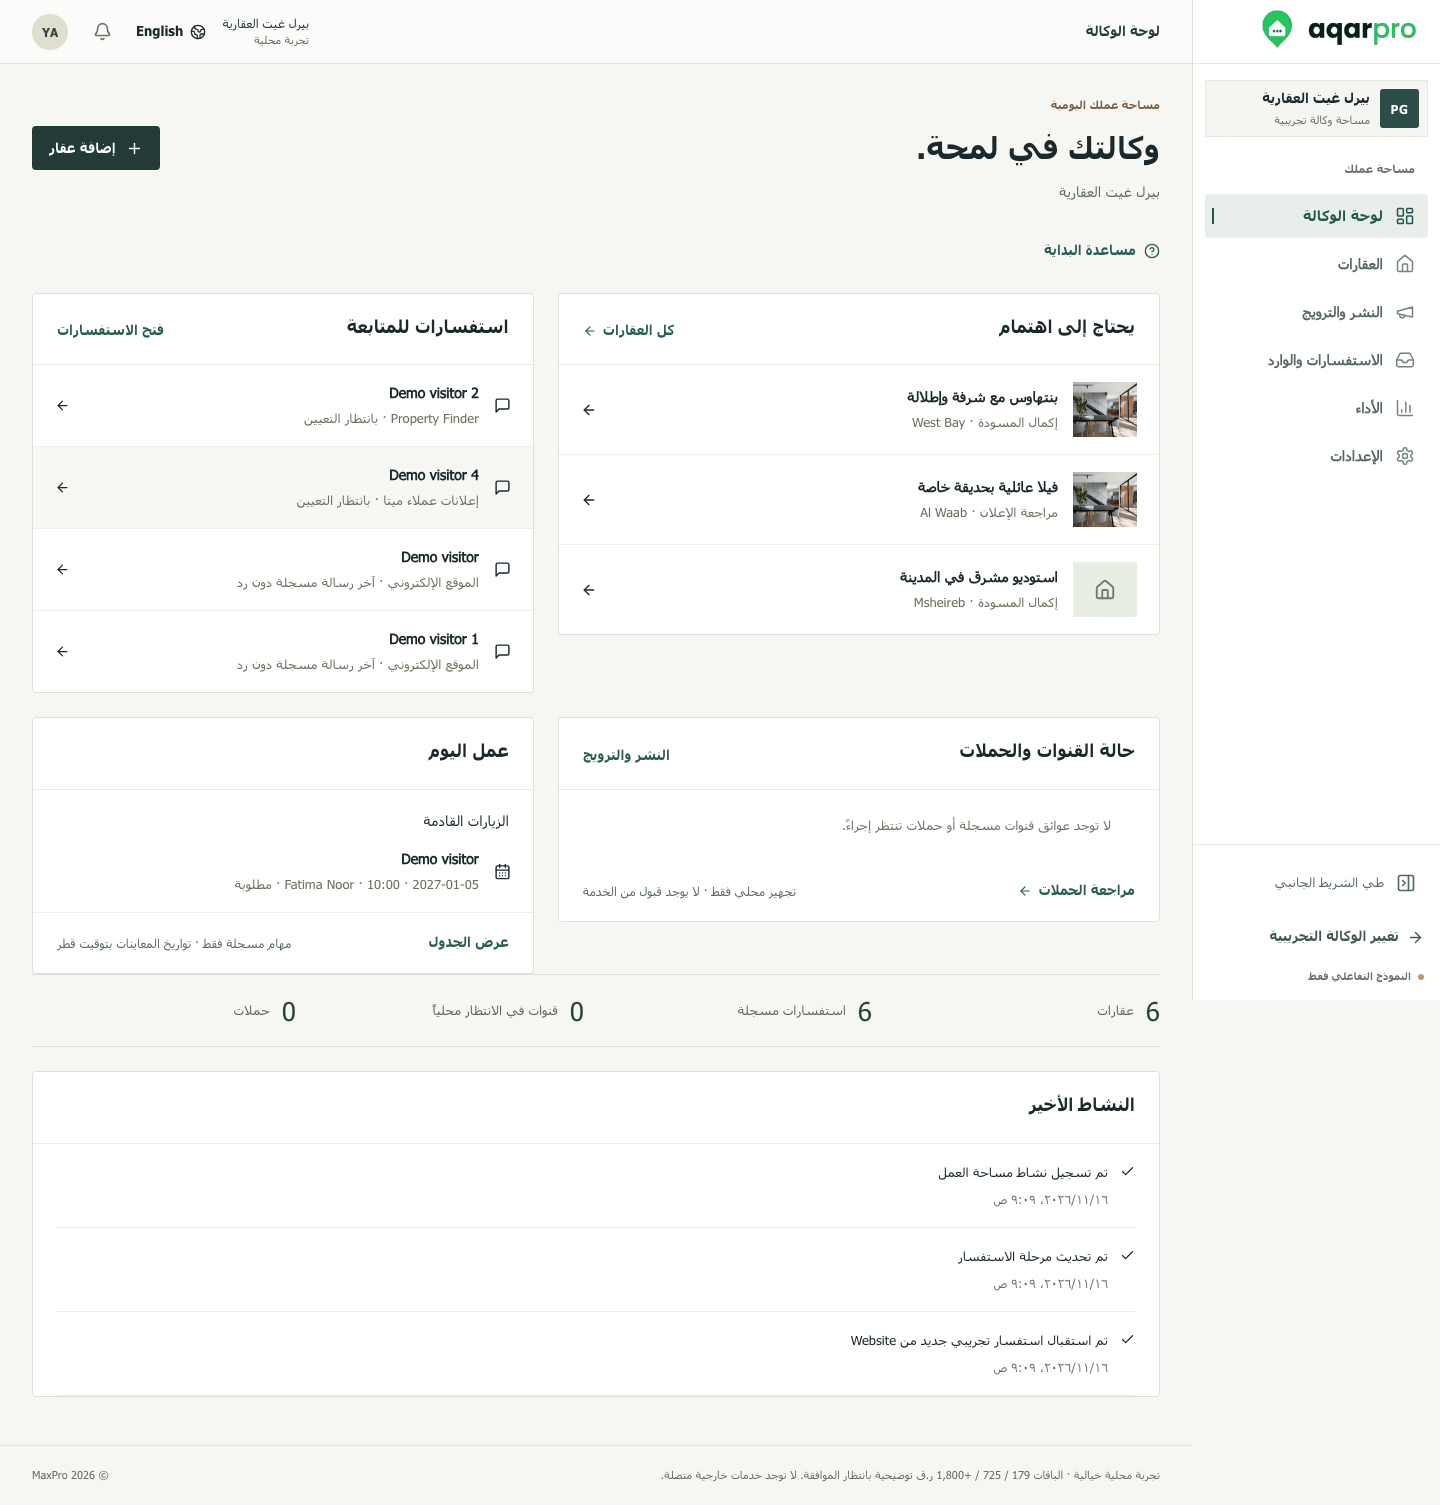 aqarpro
PG
بيرل غيت العقارية
مساحة وكالة تجريبية
مساحة عملك
لوحة الوكالة
العقارات
النشر والترويج
الاستفسارات والوارد
الأداء
الإعدادات
طي الشريط الجانبي
تغيير الوكالة التجريبية
النموذج التفاعلي فقط
لوحة الوكالة
بيرل غيت العقارية
تجربة محلية
English
YA
مساحة عملك اليومية
وكالتك في لمحة.
بيرل غيت العقارية
إضافة عقار
مساعدة البداية
يحتاج إلى اهتمام
كل العقارات
بنتهاوس مع شرفة وإطلالة
إكمال المسودة · West Bay
فيلا عائلية بحديقة خاصة
مراجعة الإعلان · Al Waab
استوديو مشرق في المدينة
إكمال المسودة · Msheireb
استفسارات للمتابعة
فتح الاستفسارات
Demo visitor 2
Property Finder · بانتظار التعيين
Demo visitor 4
إعلانات عملاء ميتا · بانتظار التعيين
Demo visitor
الموقع الإلكتروني · آخر رسالة مسجلة دون رد
Demo visitor 1
الموقع الإلكتروني · آخر رسالة مسجلة دون رد
حالة القنوات والحملات
النشر والترويج
لا توجد عوائق قنوات مسجلة أو حملات تنتظر إجراءً.
مراجعة الحملات
تجهيز محلي فقط · لا يوجد قبول من الخدمة
عمل اليوم
الزيارات القادمة
Demo visitor
2027-01-05 · 10:00 · Fatima Noor · مطلوبة
عرض الجدول
مهام مسجلة فقط · تواريخ المعاينات بتوقيت قطر
6 عقارات
6 استفسارات مسجلة
0 قنوات في الانتظار محلياً
0 حملات
النشاط الأخير
تم تسجيل نشاط مساحة العمل
٢٠٢٦/١١/١٦، ٩:٠٩ ص
تم تحديث مرحلة الاستفسار
٢٠٢٦/١١/١٦، ٩:٠٩ ص
تم استقبال استفسار تجريبي جديد من Website
٢٠٢٦/١١/١٦، ٩:٠٩ ص
تجربة محلية خيالية · الباقات 179 / 725 / +1,800 ر.ق توضيحية بانتظار الموافقة. لا توجد خدمات خارجية متصلة.
© 2026 MaxPro